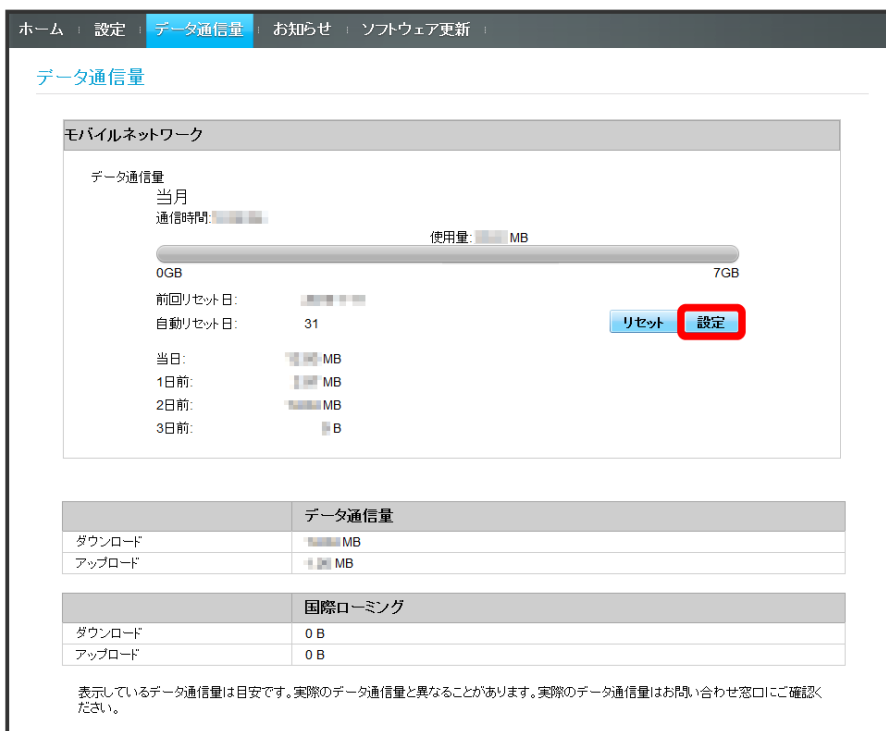 ホーム 設定 データ通信量 お知らせ ソフトウェア更新
データ通信量
モバイルネットワーク
データ通信量
当月
通信時間:
使用量: MB
0GB 7GB
前回リセット日:
自動リセット日: 31 リセット 設定
当日: MB
1日前: MB
2日前: MB
3日前: B
データ通信量
ダウンロード MB
アップロード MB
国際ローミング
ダウンロード 0 B
アップロード 0 B
表示しているデータ通信量は目安です。実際のデータ通信量と異なることがあります。実際のデータ通信量はお問い合わせ窓口にご確認く
ださい。